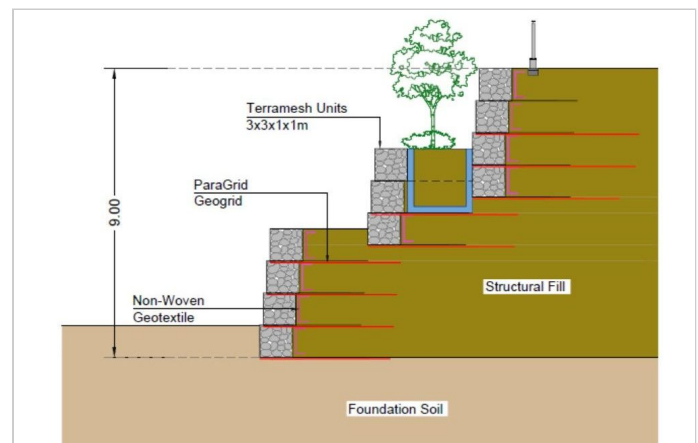 Terramesh Units
3x3x1x1m
ParaGrid
Geogrid
9.00
Structural Fill
Non-Woven
Geotextile
Foundation Soil